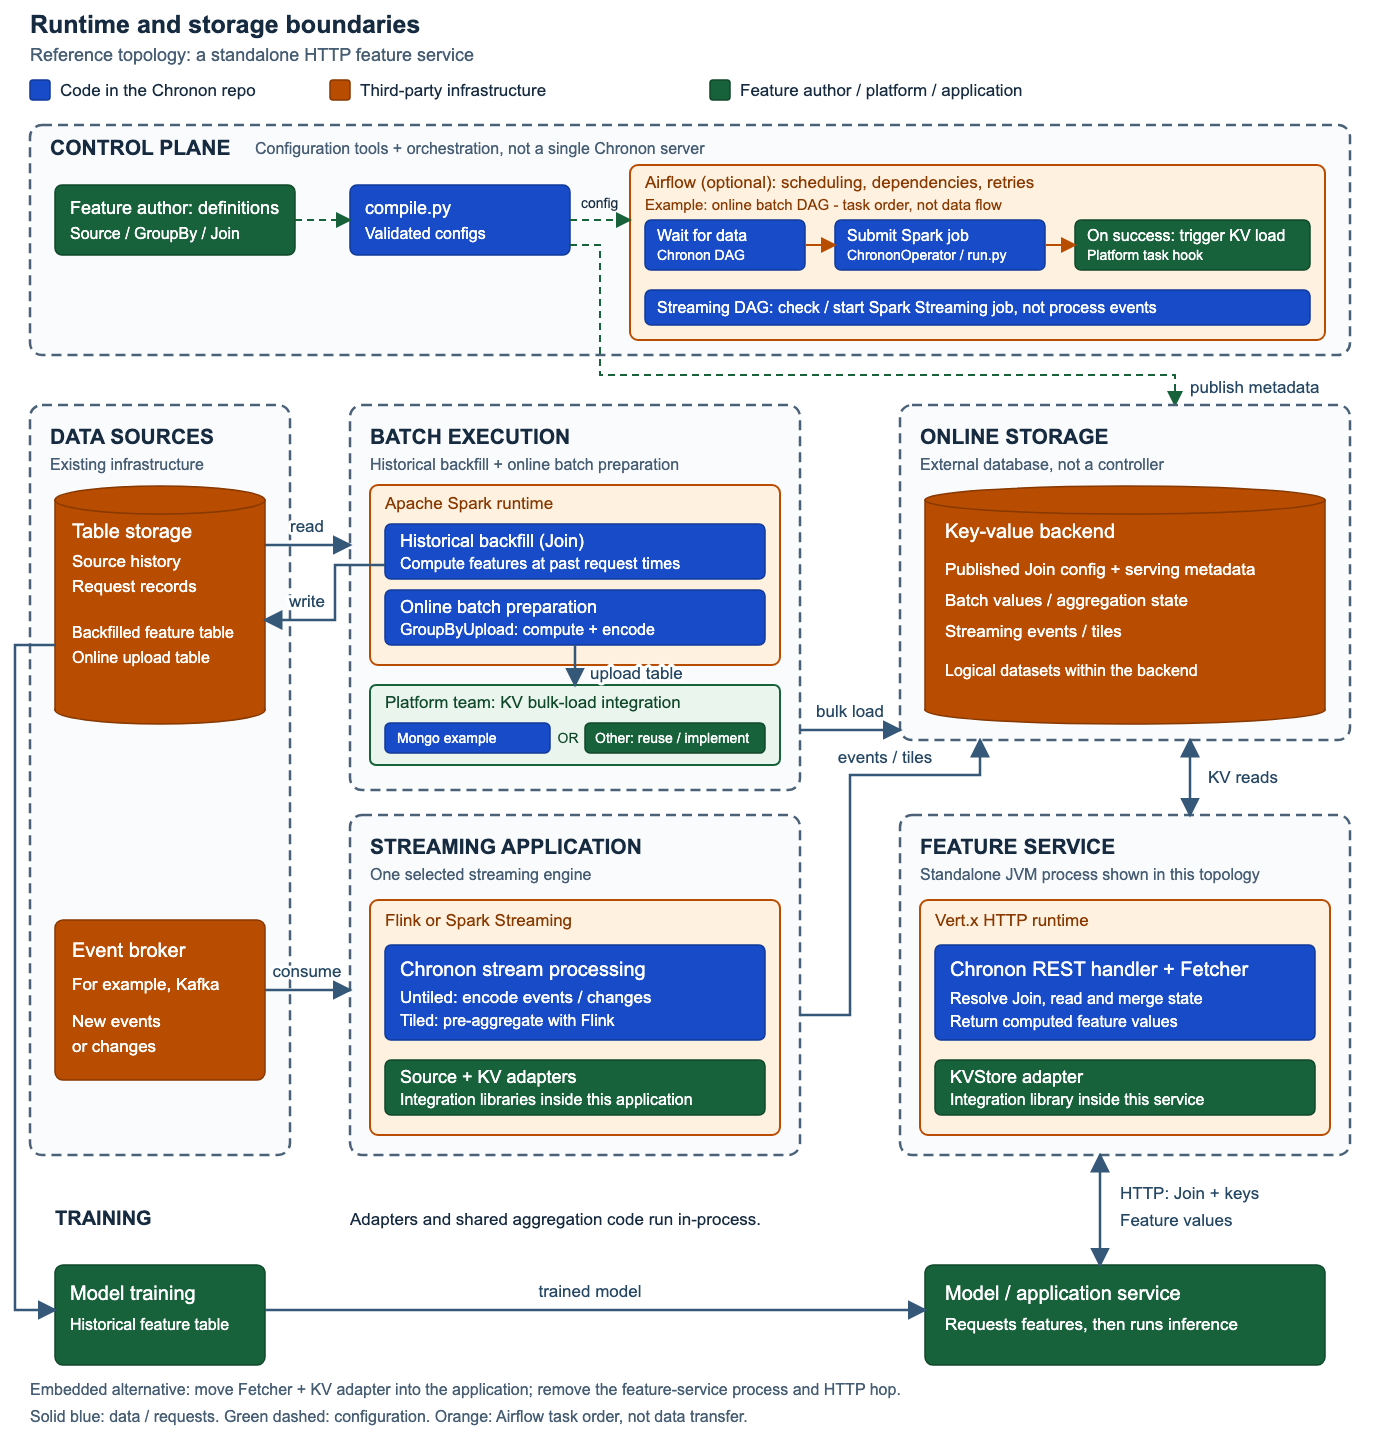 Runtime and storage boundaries
Reference topology: a standalone HTTP feature service
Code in the Chronon repo
Third-party infrastructure
Feature author / platform / application
CONTROL PLANE
Configuration tools + orchestration, not a single Chronon server
Feature author: definitions
Source / GroupBy / Join
compile.py
Validated configs
config
Airflow (optional): scheduling, dependencies, retries
Example: online batch DAG - task order, not data flow
Wait for data
Chronon DAG
Submit Spark job
ChrononOperator / run.py
On success: trigger KV load
Platform task hook
Streaming DAG: check / start Spark Streaming job, not process events
publish metadata
DATA SOURCES
Existing infrastructure
Table storage
Source history
Request records
Backfilled feature table
Online upload table
read
write
BATCH EXECUTION
Historical backfill + online batch preparation
Apache Spark runtime
Historical backfill (Join)
Compute features at past request times
Online batch preparation
GroupByUpload: compute + encode
upload table
Platform team: KV bulk-load integration
Mongo example
OR
Other: reuse / implement
bulk load
events / tiles
ONLINE STORAGE
External database, not a controller
Key-value backend
Published Join config + serving metadata
Batch values / aggregation state
Streaming events / tiles
Logical datasets within the backend
KV reads
Event broker
For example, Kafka
New events
or changes
consume
STREAMING APPLICATION
One selected streaming engine
Flink or Spark Streaming
Chronon stream processing
Untiled: encode events / changes
Tiled: pre-aggregate with Flink
Source + KV adapters
Integration libraries inside this application
FEATURE SERVICE
Standalone JVM process shown in this topology
Vert.x HTTP runtime
Chronon REST handler + Fetcher
Resolve Join, read and merge state
Return computed feature values
KVStore adapter
Integration library inside this service
HTTP: Join + keys
Feature values
TRAINING
Adapters and shared aggregation code run in-process.
Model training
Historical feature table
trained model
Model / application service
Requests features, then runs inference
Embedded alternative: move Fetcher + KV adapter into the application; remove the feature-service process and HTTP hop.
Solid blue: data / requests. Green dashed: configuration. Orange: Airflow task order, not data transfer.